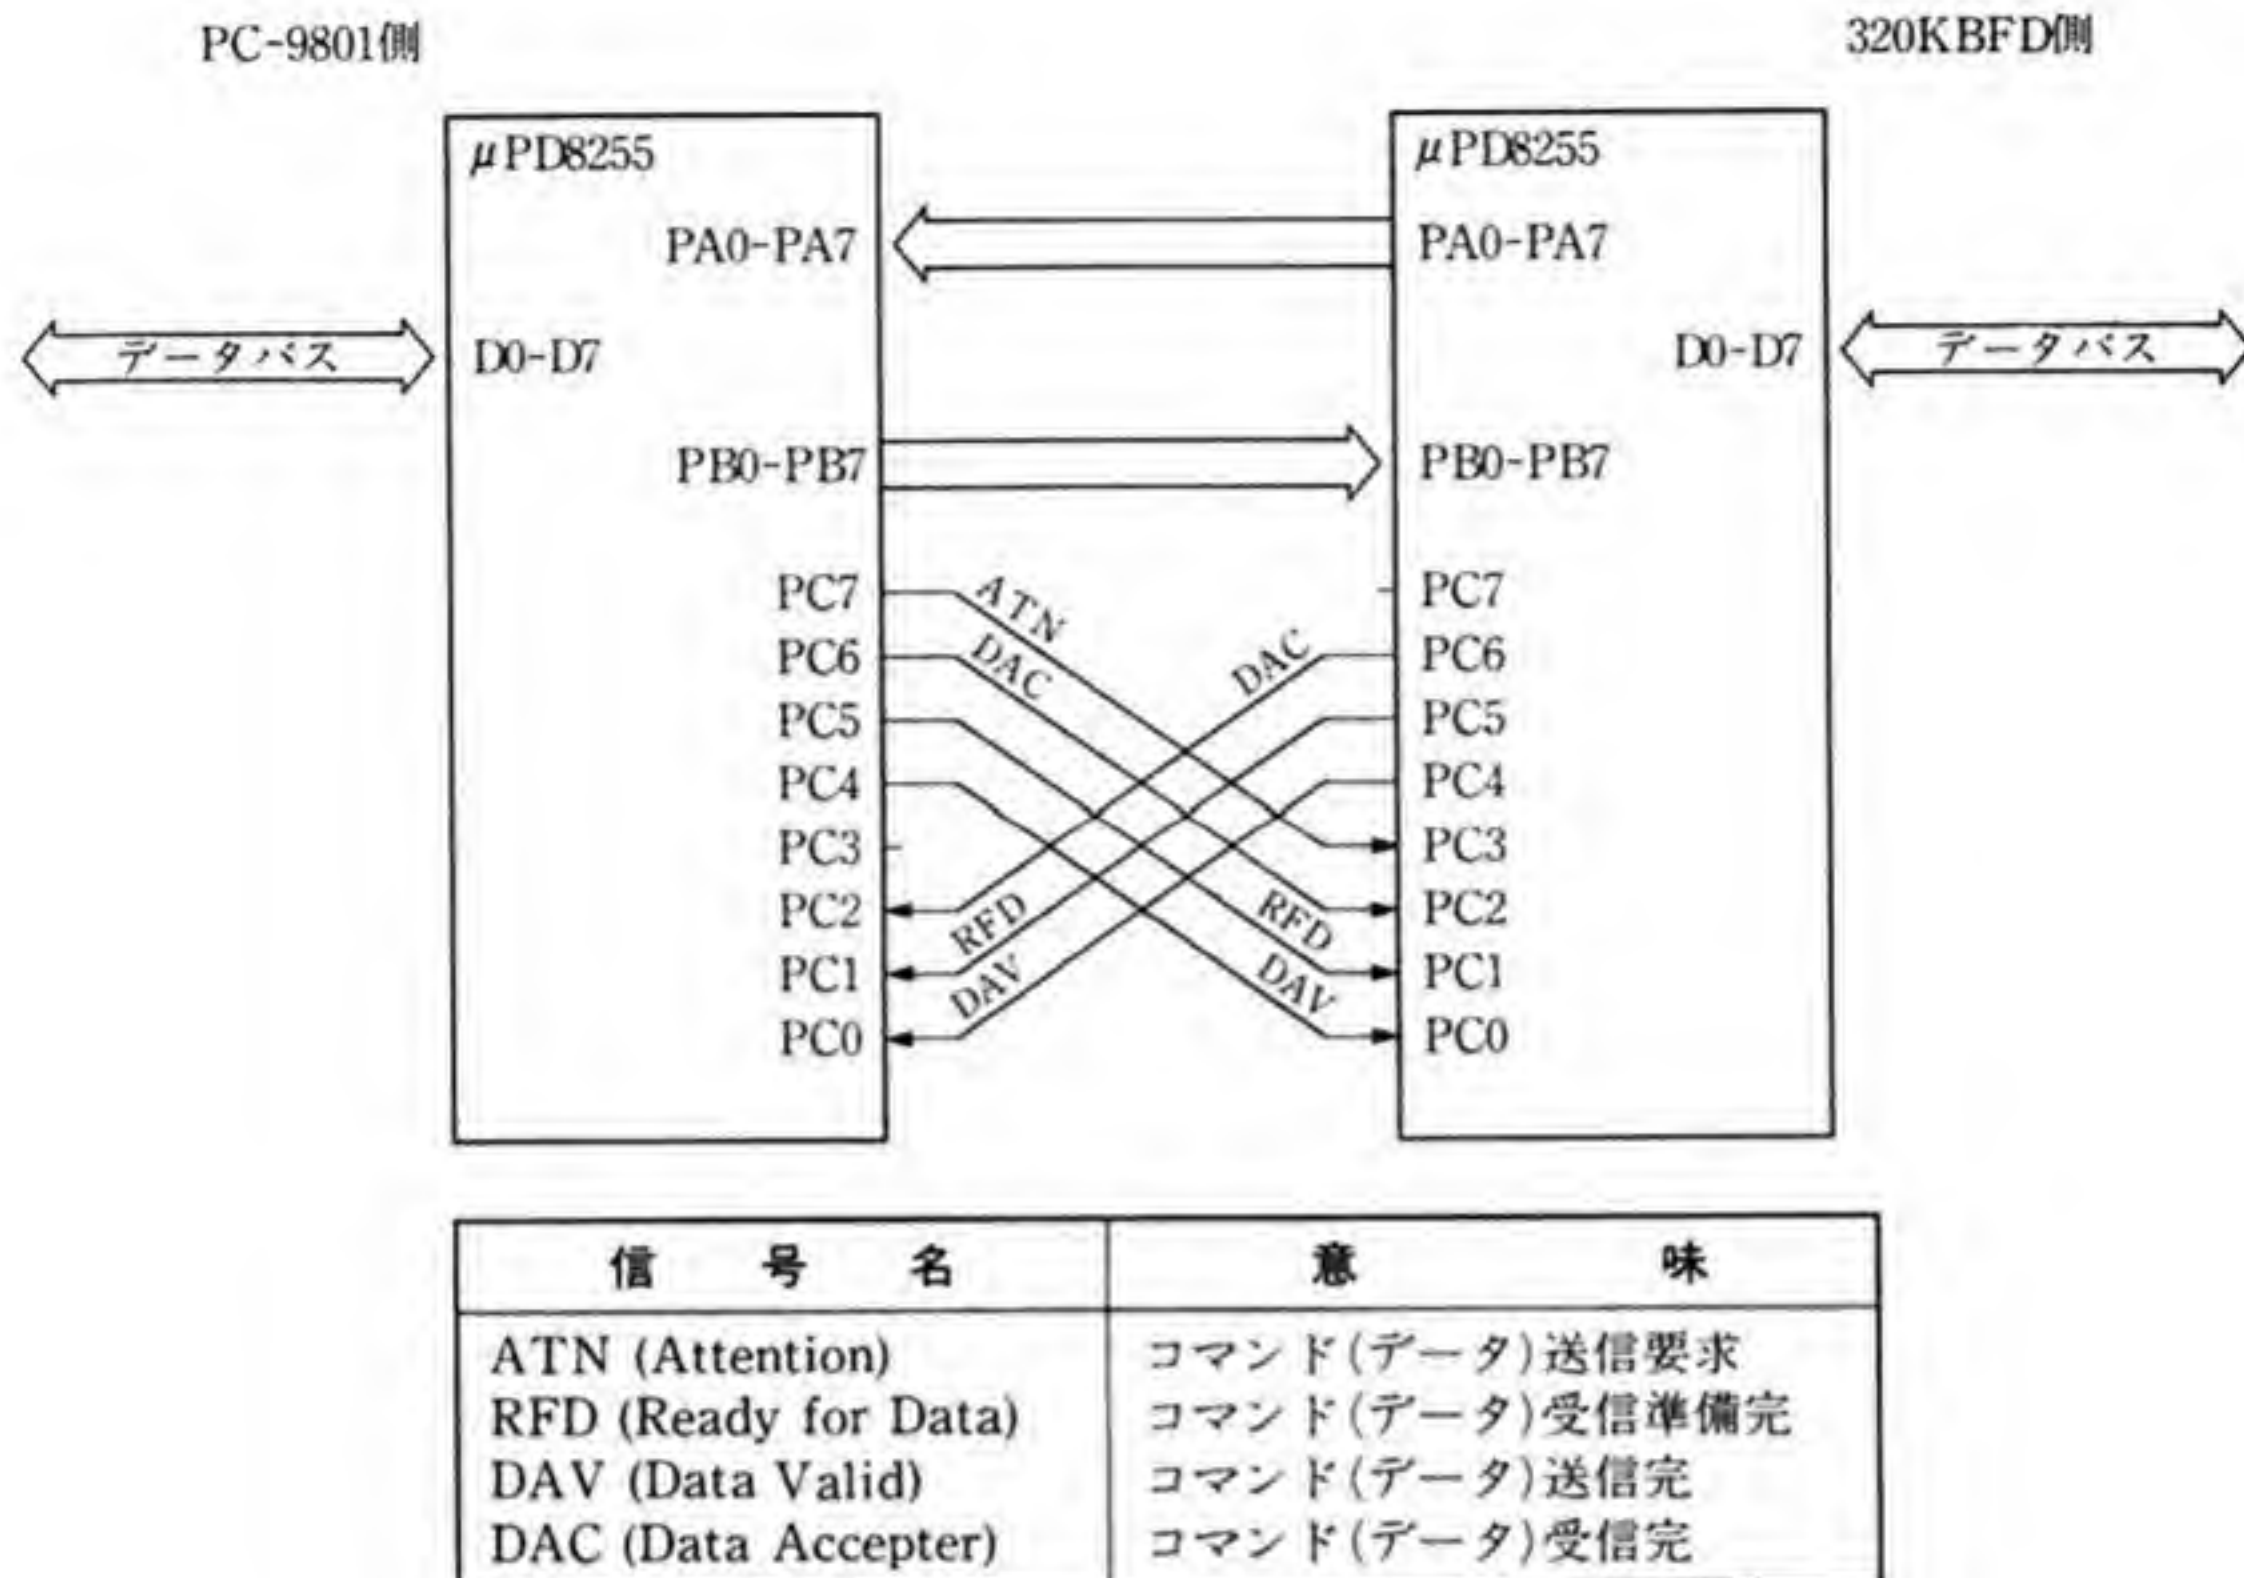 PC-9801側
320KBFD側
μPD8255
PA0-PA7
データバス
D0-D7
PB0-PB7
PC7
PC6
PC5
PC4
PC3
PC2
PC1
PC0
ATN
DAC
RFD
DAV
DAC
RFD
DAV
μPD8255
PA0-PA7
D0-D7
データバス
PB0-PB7
PC7
PC6
PC5
PC4
PC3
PC2
PC1
PC0
信号名 意味
ATN (Attention) コマンド(データ)送信要求
RFD (Ready for Data) コマンド(データ)受信準備完
DAV (Data Valid) コマンド(データ)送信完
DAC (Data Accepter) コマンド(データ)受信完